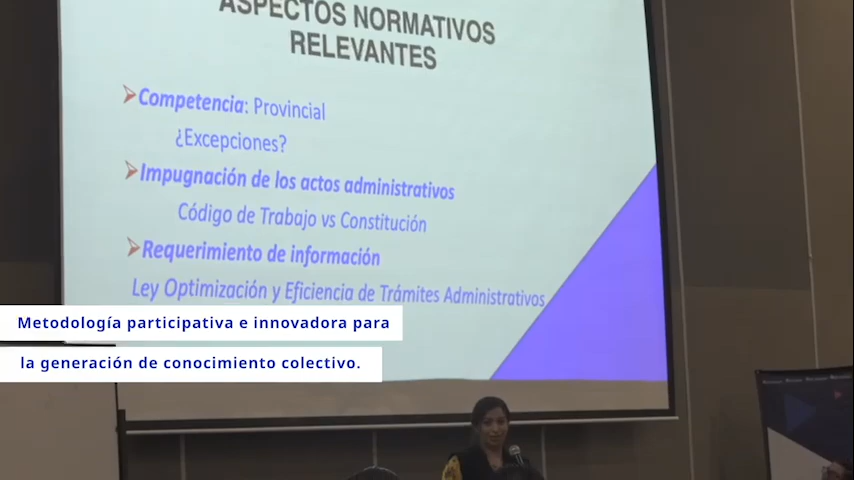 ASPECTOS NORMATIVOS
RELEVANTES
Competencia: Provincial
¿Excepciones?
Impugnación de los actos administrativos
Código de Trabajo vs Constitución
Requerimiento de información
Ley Optimización y Eficiencia de Trámites Administrativos
Metodología participativa e innovadora para
la generación de conocimiento colectivo.